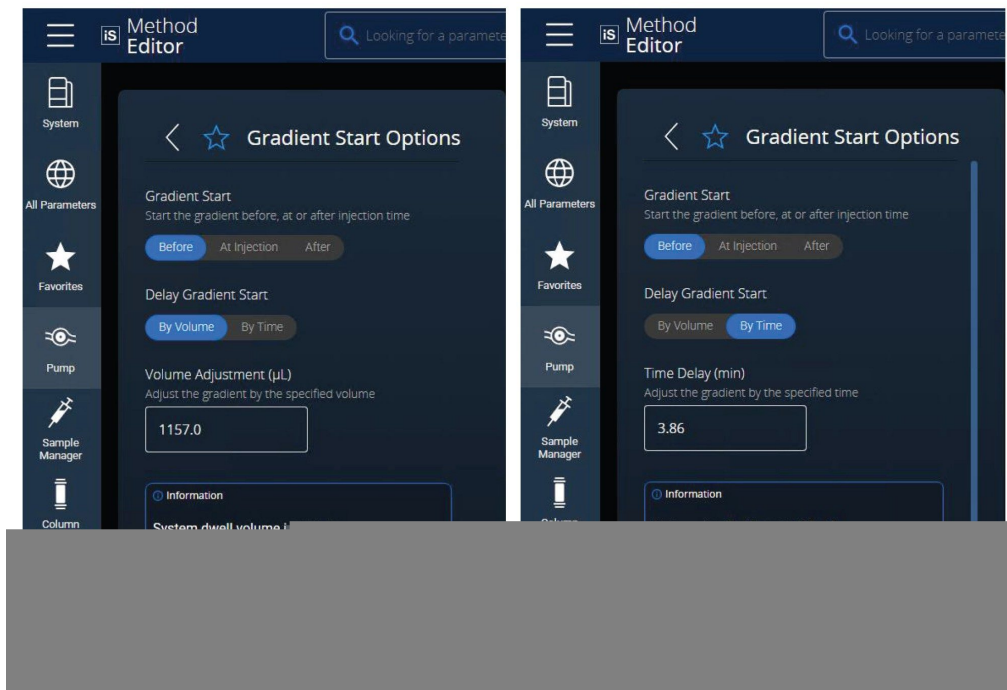 iS Method
Editor
Looking for a paramete
System
All Parameters
Favorites
Pump
Sample
Manager
Column
Gradient Start Options
Gradient Start
Start the gradient before, at or after injection time
Before At Injection After
Delay Gradient Start
By Volume By Time
Volume Adjustment (µL)
Adjust the gradient by the specified volume
1157.0
Information
System dwell volume i
iS Method
Editor
Looking for a paramete
System
All Parameters
Favorites
Pump
Sample
Manager
Gradient Start Options
Gradient Start
Start the gradient before, at or after injection time
Before At Injection After
Delay Gradient Start
By Volume By Time
Time Delay (min)
Adjust the gradient by the specified time
3.86
Information